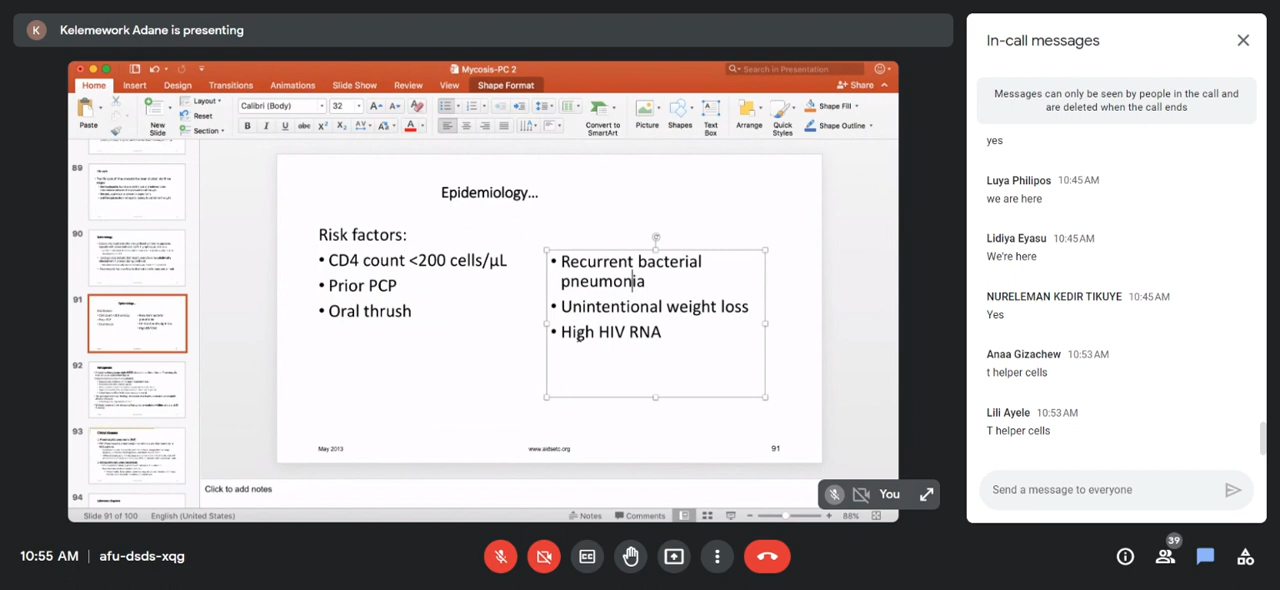 K
Kelemework Adane is presenting
Mycosis-PC 2
Search in Presentation
Home Insert Design Transitions Animations Slide Show Review View Shape Format
Share
Paste
New Slide
Layout
Reset
Section
Calibri (Body) 32
B I U abc X² X₂ AV
Convert to SmartArt
Picture
Shapes
Text Box
Arrange
Quick Styles
Shape Fill
Shape Outline
89
90
91
92
93
94
Epidemiology...
Risk factors:
• CD4 count <200 cells/µL
• Prior PCP
• Oral thrush
• Recurrent bacterial
pneumonia
• Unintentional weight loss
• High HIV RNA
May 2013 www.aidsetc.org 91
Click to add notes
You
Slide 91 of 100 English (United States) Notes Comments 88%
In-call messages
Messages can only be seen by people in the call and
are deleted when the call ends
yes
Luya Philipos 10:45 AM
we are here
Lidiya Eyasu 10:45 AM
We're here
NURELEMAN KEDIR TIKUYE 10:45 AM
Yes
Anaa Gizachew 10:53 AM
t helper cells
Lili Ayele 10:53 AM
T helper cells
Send a message to everyone
10:55 AM | afu-dsds-xqg
39